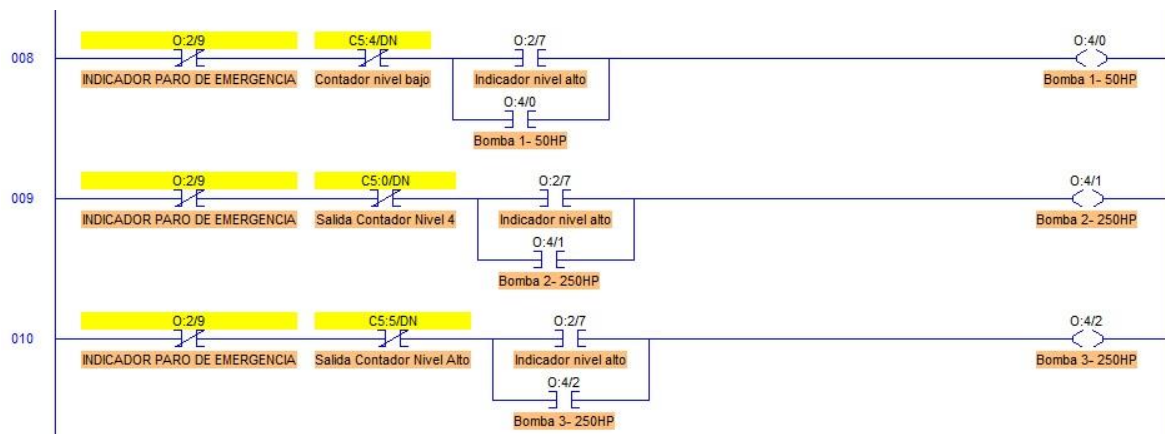 O:2/9 C5:4/DN O:2/7 O:4/0
008
INDICADOR PARO DE EMERGENCIA Contador nivel bajo Indicador nivel alto Bomba 1- 50HP
O:4/0
Bomba 1- 50HP
O:2/9 C5:0/DN O:2/7 O:4/1
009
INDICADOR PARO DE EMERGENCIA Salida Contador Nivel 4 Indicador nivel alto Bomba 2- 250HP
O:4/1
Bomba 2- 250HP
O:2/9 C5:5/DN O:2/7 O:4/2
010
INDICADOR PARO DE EMERGENCIA Salida Contador Nivel Alto Indicador nivel alto Bomba 3- 250HP
O:4/2
Bomba 3- 250HP